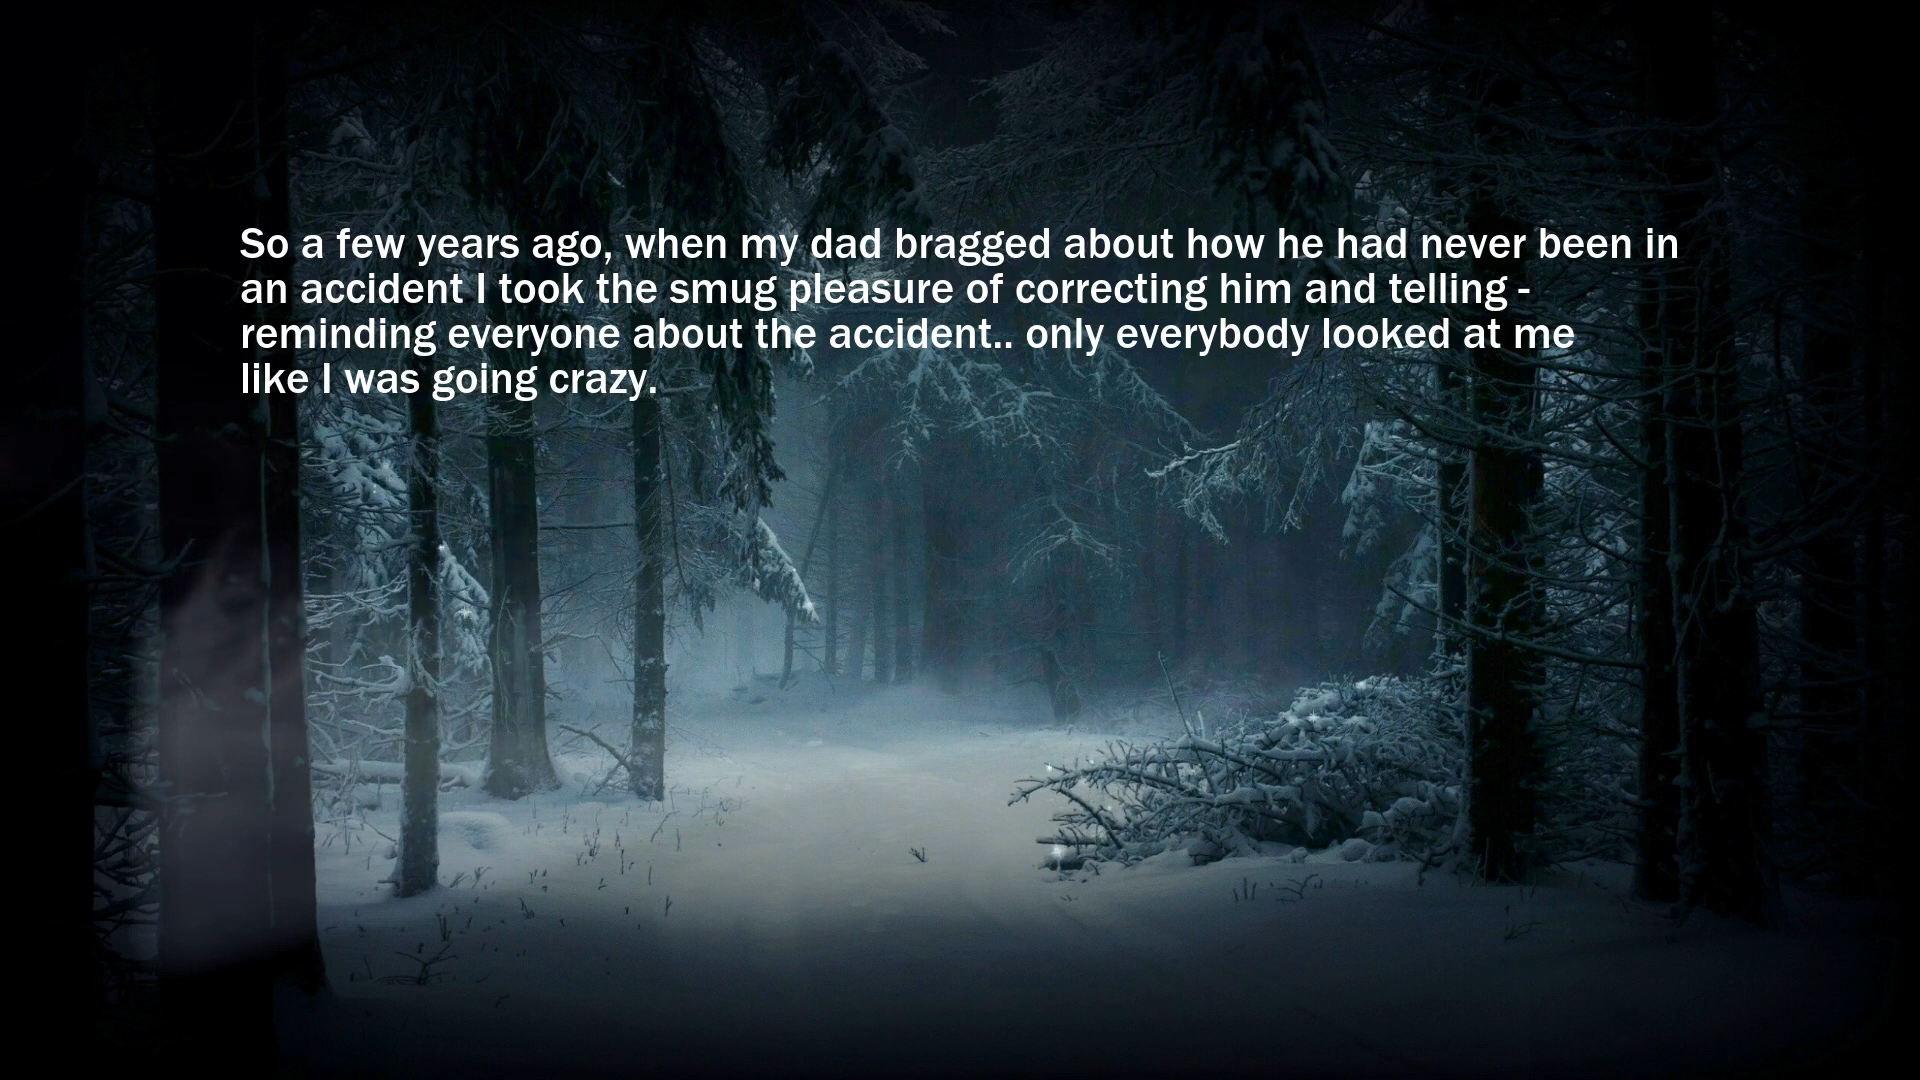 So a few years ago, when my dad bragged about how he had never been in
an accident I took the smug pleasure of correcting him and telling -
reminding everyone about the accident.. only everybody looked at me
like I was going crazy.